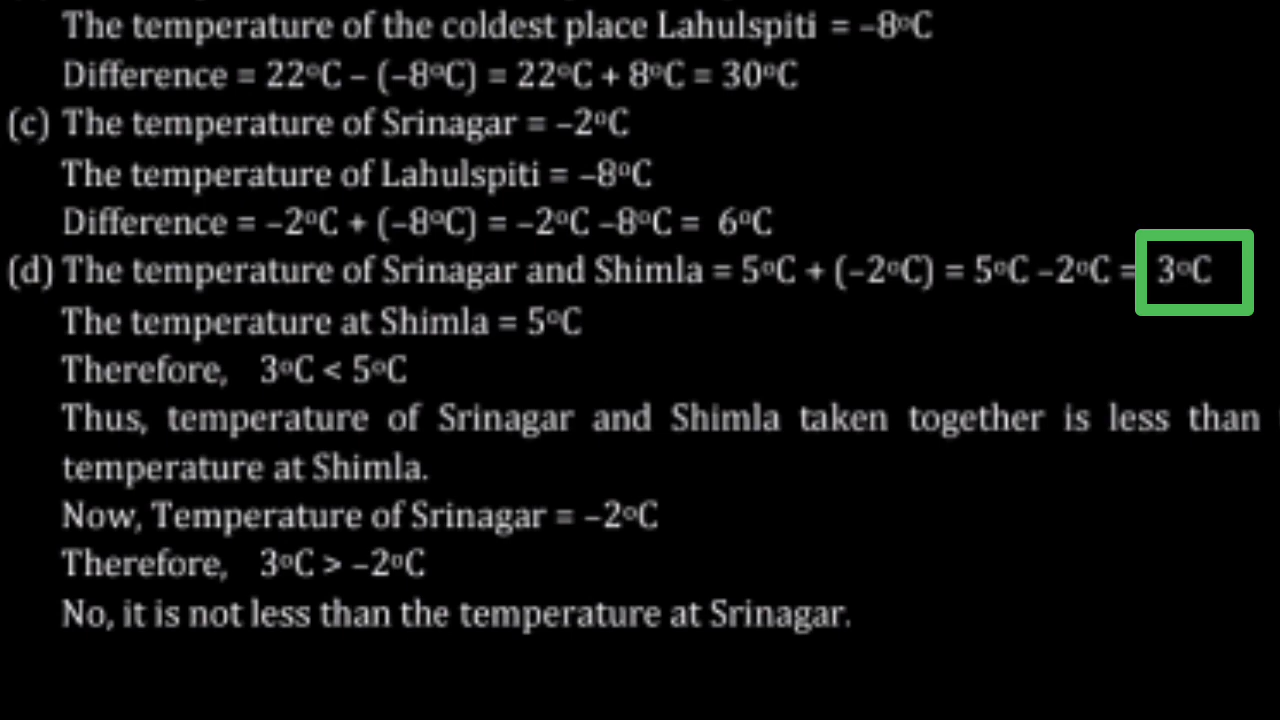 The temperature of the coldest place Lahulspiti = –8°C
Difference = 22°C – (–8°C) = 22°C + 8°C = 30°C
(c) The temperature of Srinagar = –2°C
The temperature of Lahulspiti = –8°C
Difference = –2°C + (–8°C) = –2°C –8°C = 6°C
(d) The temperature of Srinagar and Shimla = 5°C + (–2°C) = 5°C –2°C = 3°C
The temperature at Shimla = 5°C
Therefore, 3°C < 5°C
Thus, temperature of Srinagar and Shimla taken together is less than
temperature at Shimla.
Now, Temperature of Srinagar = –2°C
Therefore, 3°C > –2°C
No, it is not less than the temperature at Srinagar.